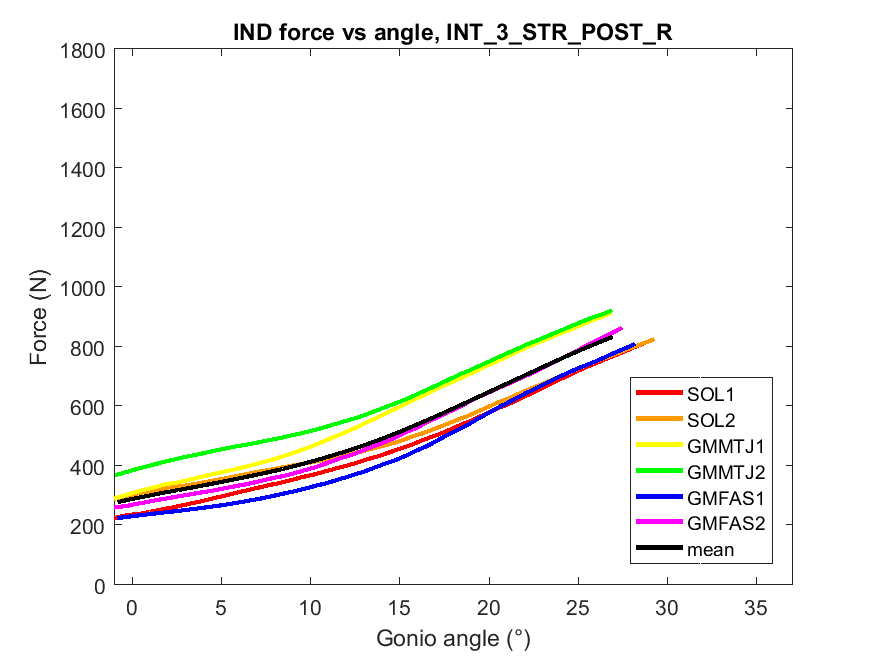 IND force vs angle, INT_3_STR_POST_R
1800
1600
1400
1200
1000
800
600
400
200
0
Force (N)
0 5 10 15 20 25 30 35
Gonio angle (°)
SOL1
SOL2
GMMTJ1
GMMTJ2
GMFAS1
GMFAS2
mean